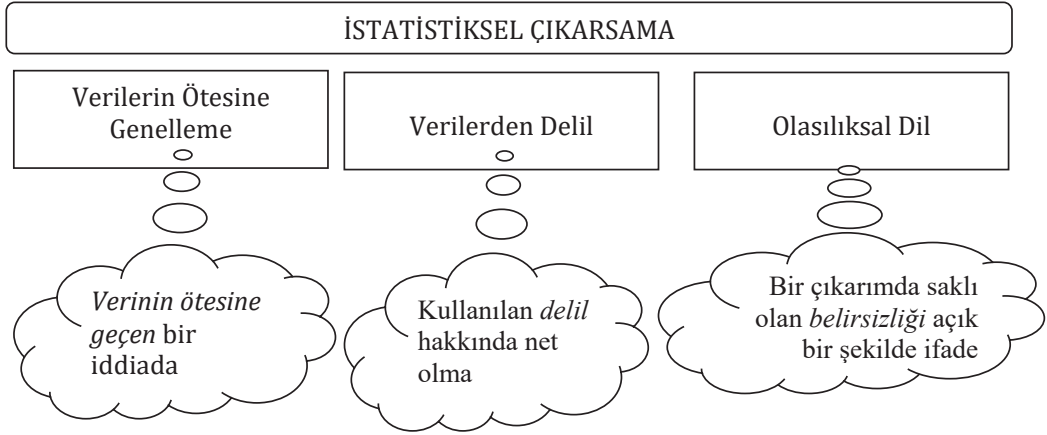 İSTATİSTİKSEL ÇIKARSAMA
Verilerin Ötesine
Genelleme
Verilerden Delil
Olasılıksal Dil
Verinin ötesine
geçen bir
iddiada
Kullanılan delil
hakkında net
olma
Bir çıkarımda saklı
olan belirsizliği açık
bir şekilde ifade